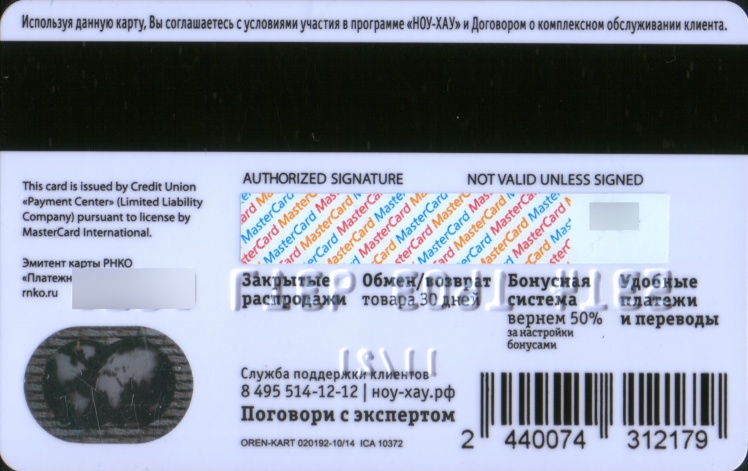 Используя данную карту, Вы соглашаетесь с условиями участия в программе «НОУ-ХАУ» и Договором о комплексном обслуживании клиента.
AUTHORIZED SIGNATURE NOT VALID UNLESS SIGNED
This card is issued by Credit Union
«Payment Center» (Limited Liability
Company) pursuant to license by
MasterCard International.
MasterCard MasterCard MasterCard MasterCard
Эмитент карты РНКО
«Платежн
rnko.ru
Закрытые
распродажи
Обмен/возврат
товара 30 дней
Бонусная
система
вернем 50%
за настройки
бонусами
Удобные
платежи
и переводы
Служба поддержки клиентов
8 495 514-12-12 | ноу-хау.рф
Поговори с экспертом
OREN-KART 020192-10/14 ICA 10372
2 440074 312179